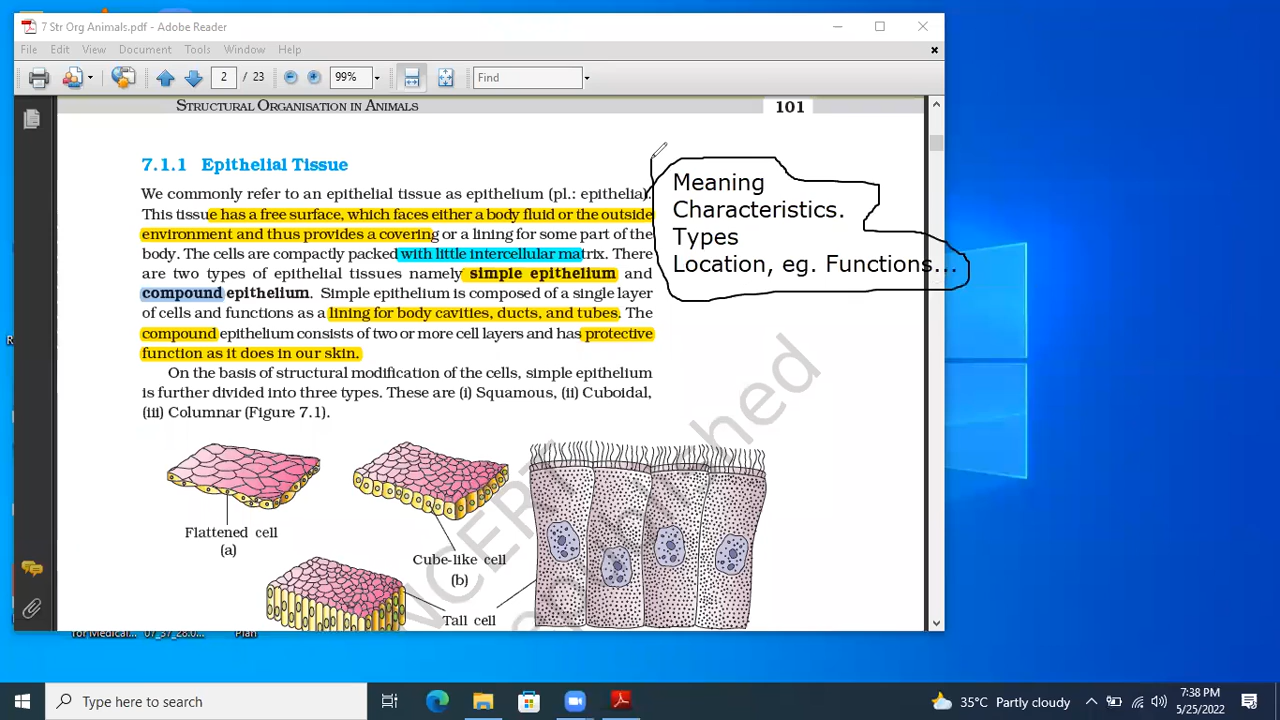 7 Str Org Animals.pdf - Adobe Reader
File Edit View Document Tools Window Help
2 / 23 99% Find
STRUCTURAL ORGANISATION IN ANIMALS 101
7.1.1 Epithelial Tissue
We commonly refer to an epithelial tissue as epithelium (pl.: epithelia).
This tissue has a free surface, which faces either a body fluid or the outside
environment and thus provides a covering or a lining for some part of the
body. The cells are compactly packed with little intercellular matrix. There
are two types of epithelial tissues namely simple epithelium and
compound epithelium. Simple epithelium is composed of a single layer
of cells and functions as a lining for body cavities, ducts, and tubes. The
compound epithelium consists of two or more cell layers and has protective
function as it does in our skin.
On the basis of structural modification of the cells, simple epithelium
is further divided into three types. These are (i) Squamous, (ii) Cuboidal,
(iii) Columnar (Figure 7.1).
Meaning
Characteristics.
Types
Location, eg. Functions...
Flattened cell
(a)
Cube-like cell
(b)
Tall cell
for Medical... 07_37_28.0... Plan
Type here to search
35°C Partly cloudy
7:38 PM
5/25/2022